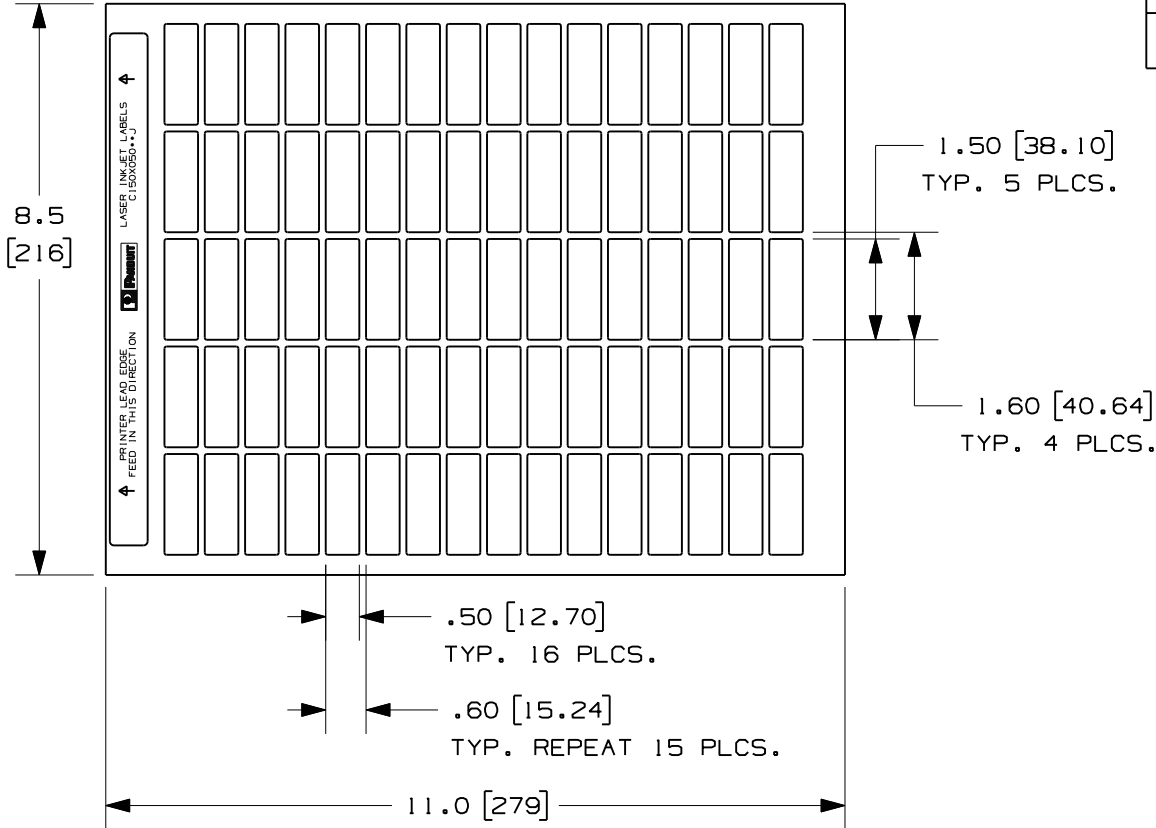 LASER INKJET LABELS
C150X050**J
PANDUIT
PRINTER LEAD EDGE
FEED IN THIS DIRECTION
8.5
[216]
1.50 [38.10]
TYP. 5 PLCS.
1.60 [40.64]
TYP. 4 PLCS.
.50 [12.70]
TYP. 16 PLCS.
.60 [15.24]
TYP. REPEAT 15 PLCS.
11.0 [279]